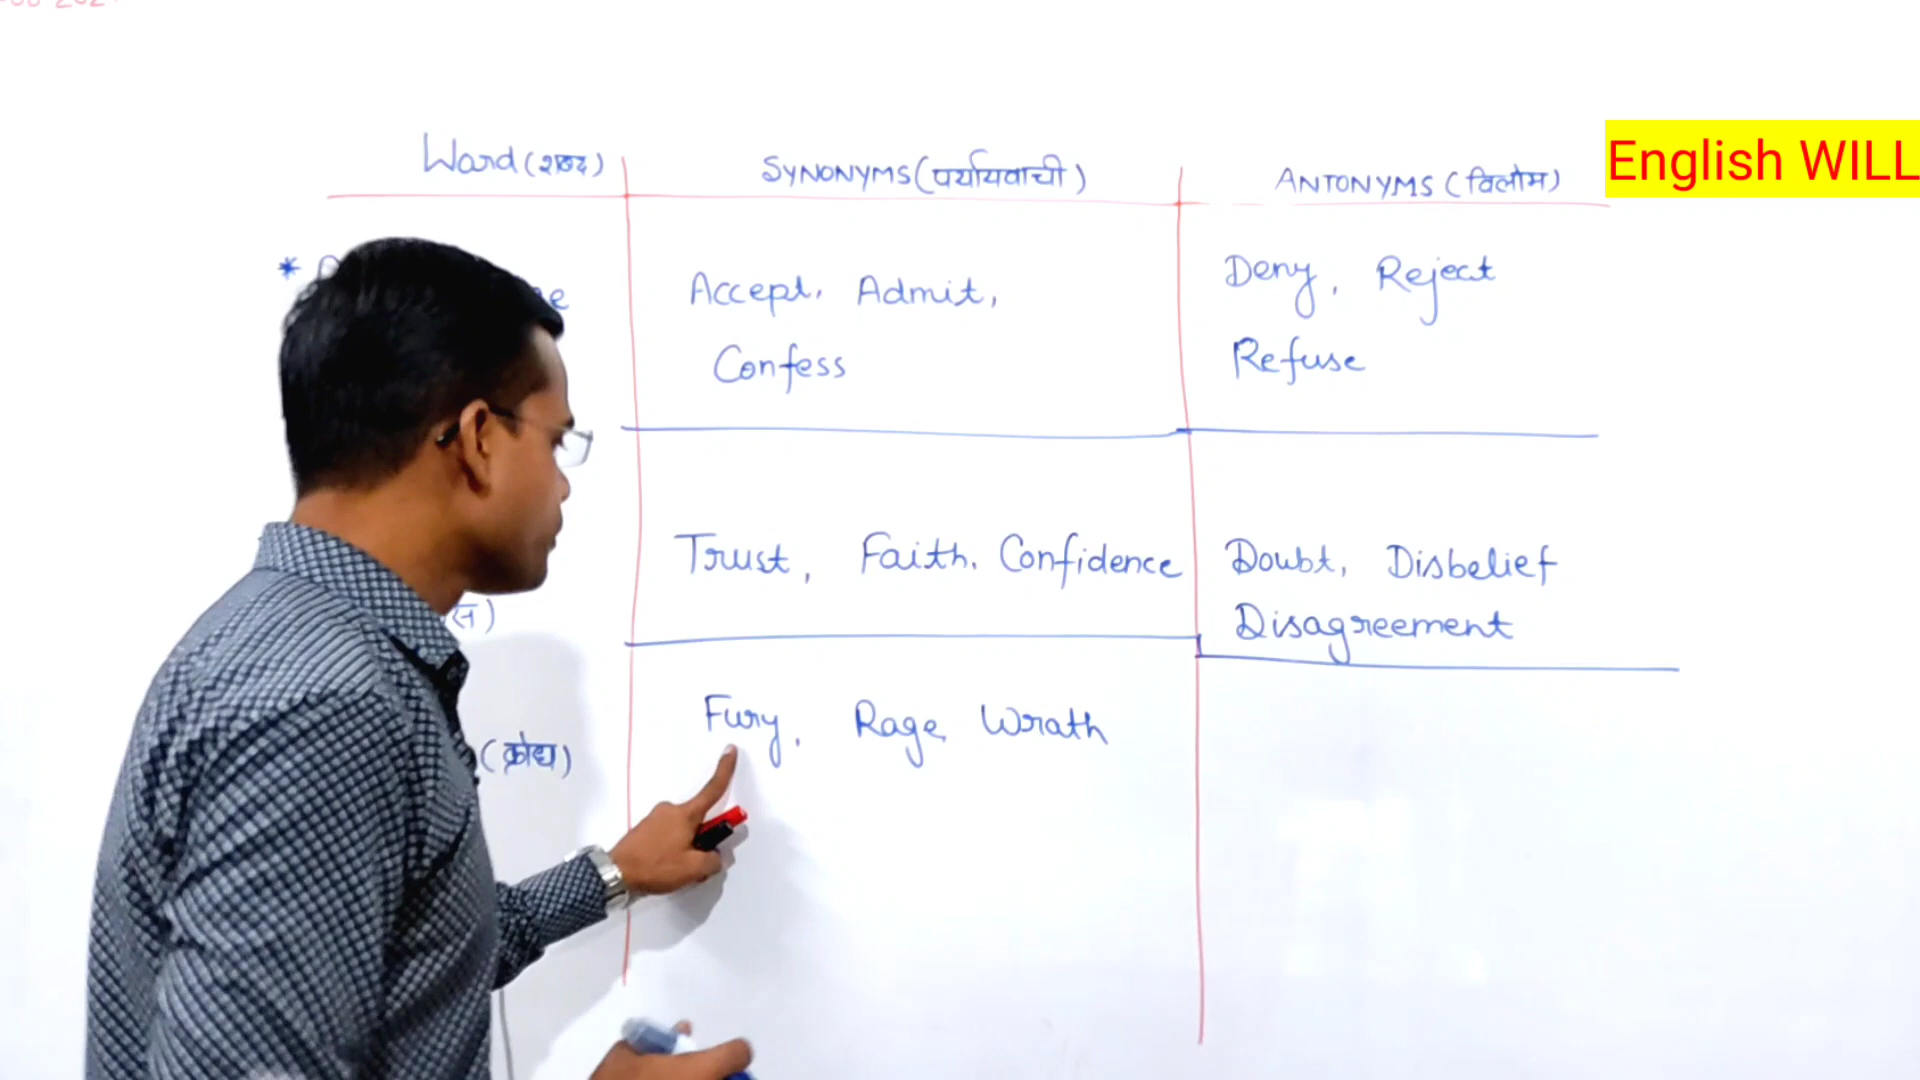 English WILL
Word (शब्द) SYNONYMS (पर्यायवाची) ANTONYMS (विलोम)
Accept, Admit, Deny, Reject
Confess Refuse
Trust, Faith, Confidence Doubt, Disbelief
Disagreement
Fury, Rage, Wrath
(क्रोध)